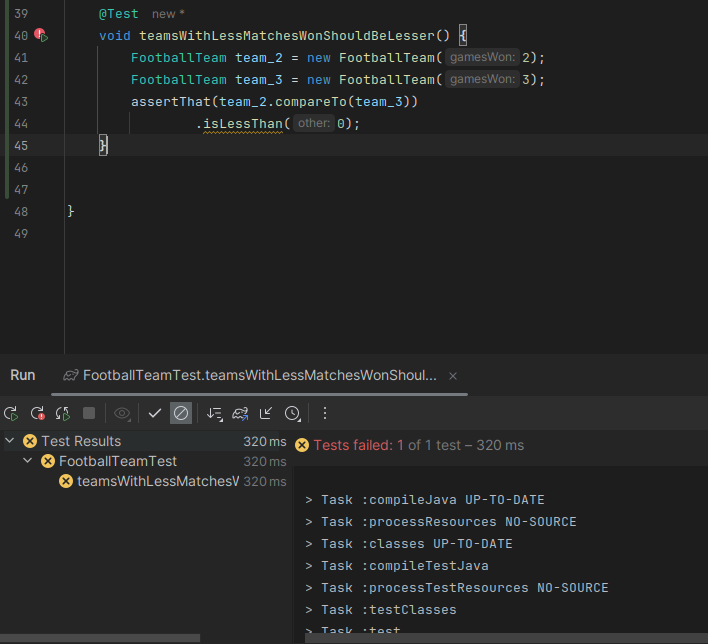 39 @Test new *
40 void teamsWithLessMatchesWonShouldBeLesser() {
41 FootballTeam team_2 = new FootballTeam( gamesWon: 2);
42 FootballTeam team_3 = new FootballTeam( gamesWon: 3);
43 assertThat(team_2.compareTo(team_3))
44 .isLessThan( other: 0);
45 }
46
47
48 }
49
Run FootballTeamTest.teamsWithLessMatchesWonShoul... ×
Test Results 320 ms
FootballTeamTest 320 ms
teamsWithLessMatchesW 320 ms
Tests failed: 1 of 1 test – 320 ms
> Task :compileJava UP-TO-DATE
> Task :processResources NO-SOURCE
> Task :classes UP-TO-DATE
> Task :compileTestJava
> Task :processTestResources NO-SOURCE
> Task :testClasses
> Task :test